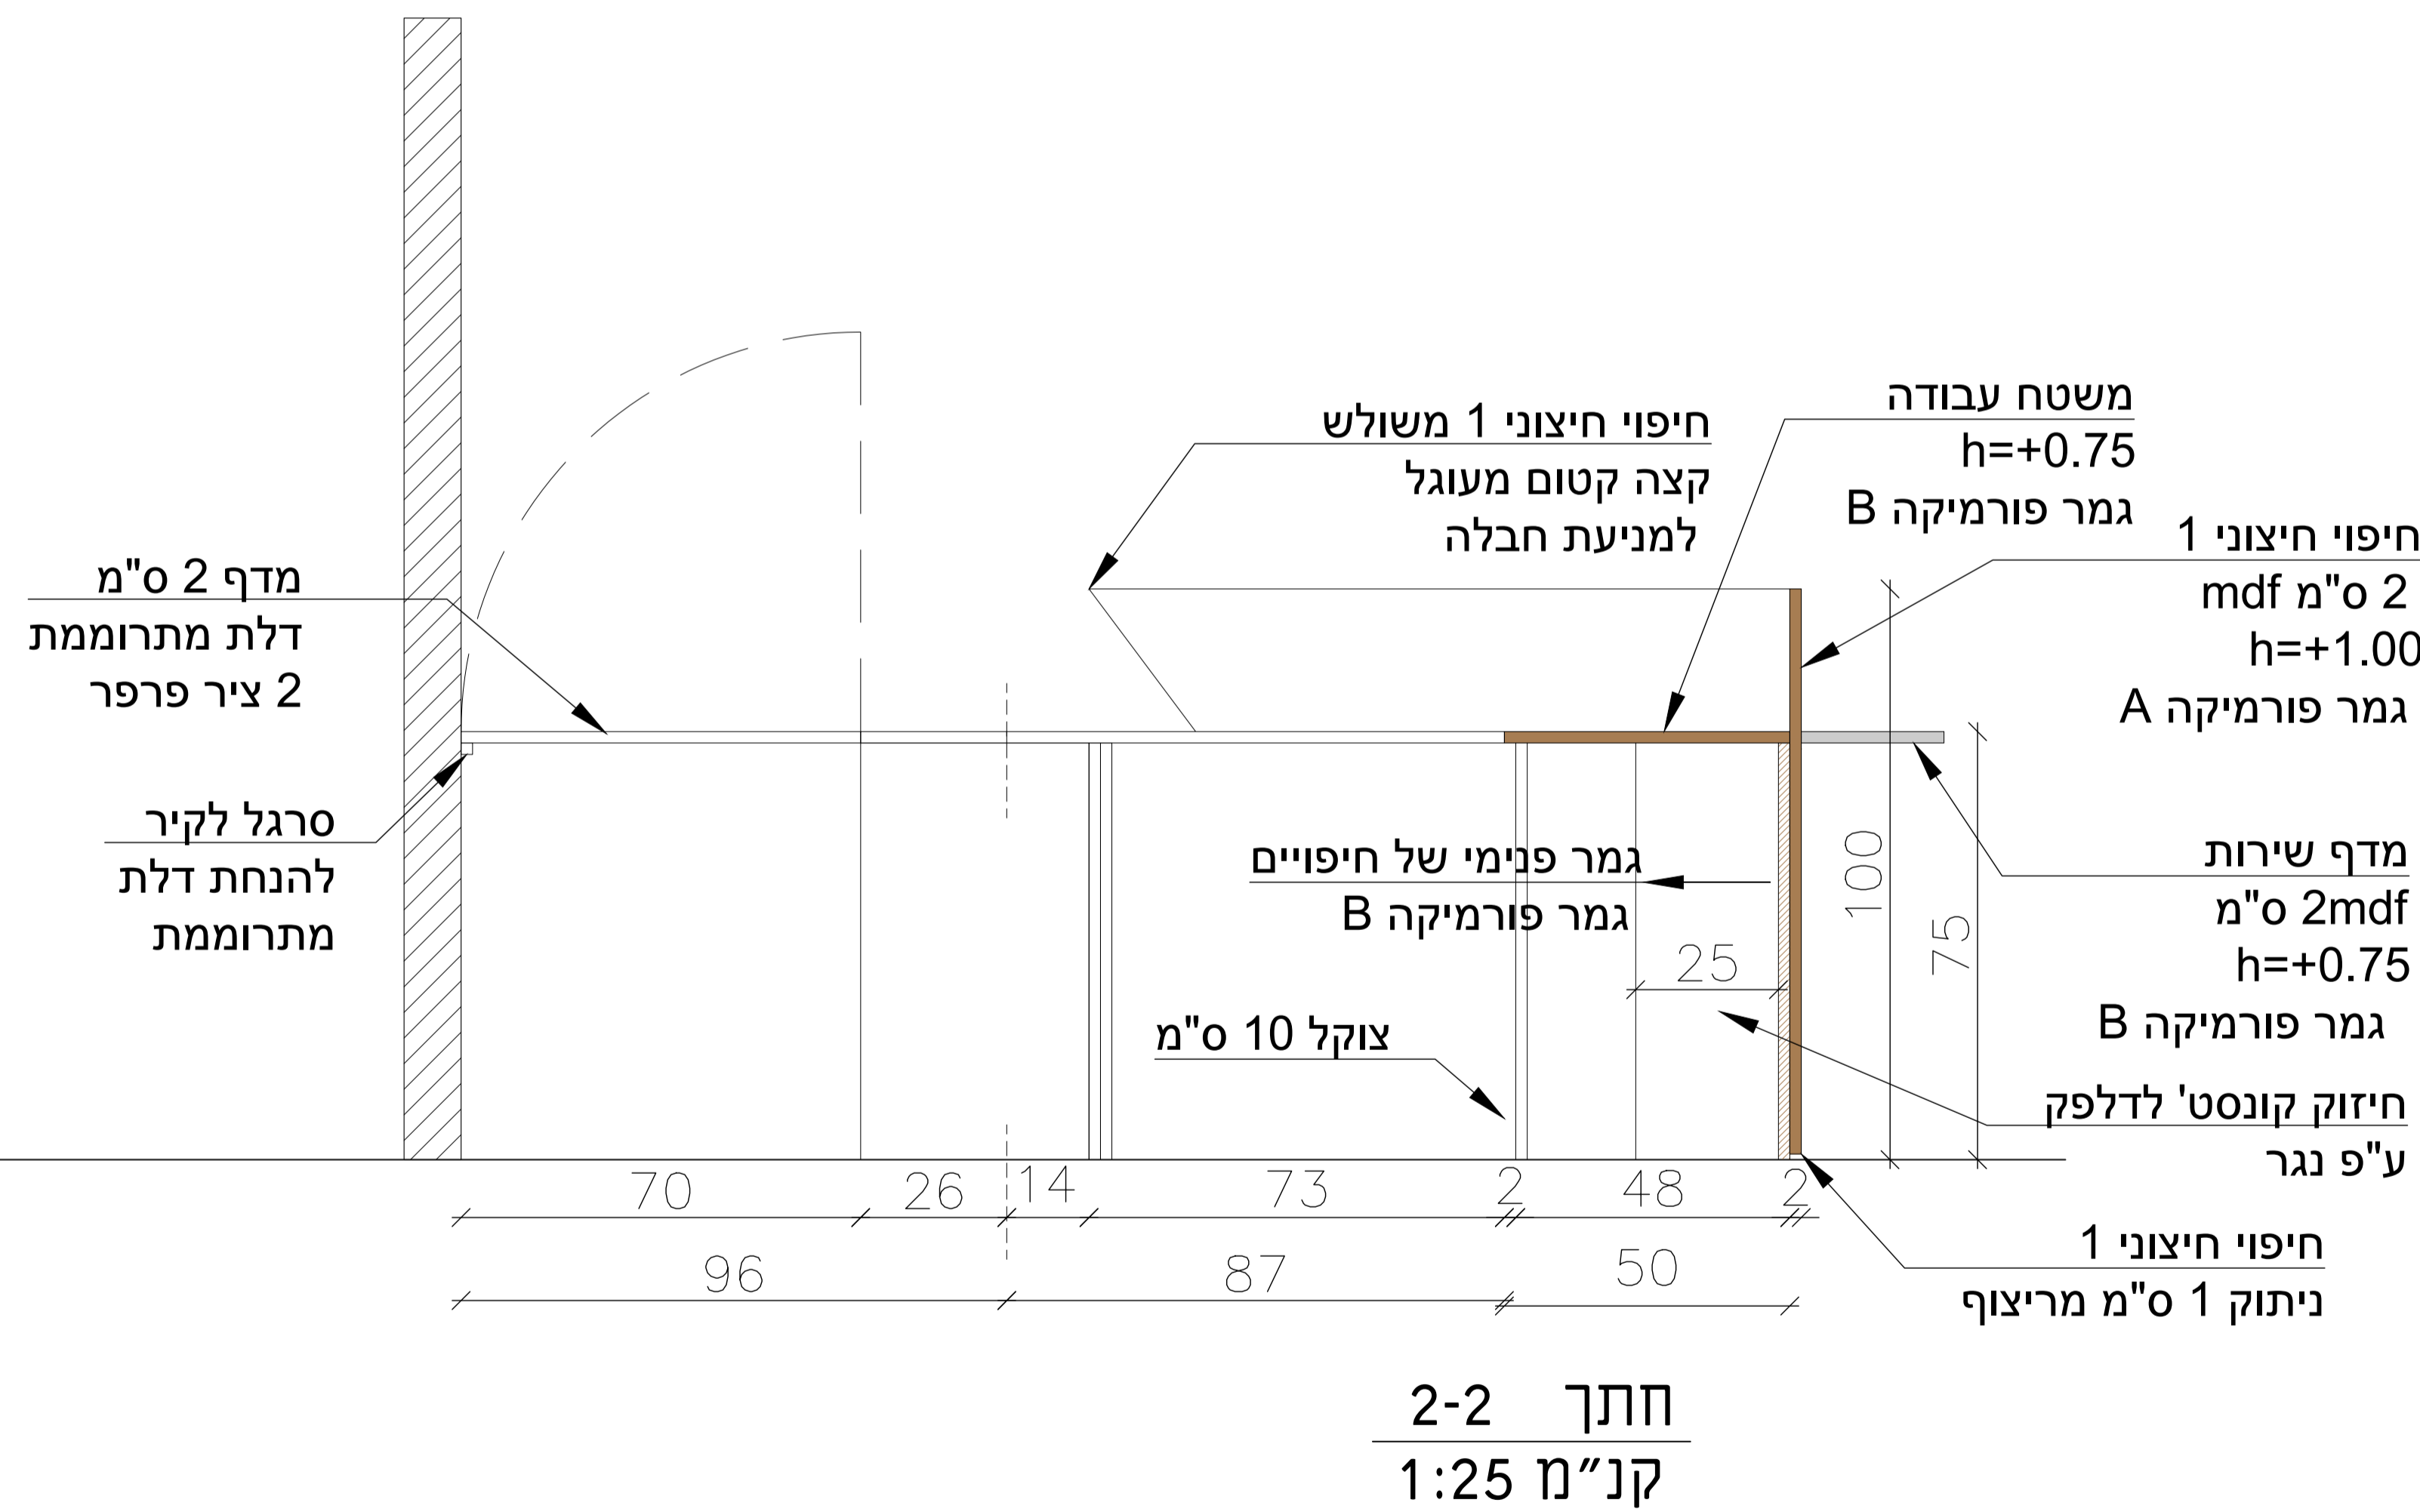 חיפוי חיצוני 1 משולש
קצה קטום מעוגל
למניעת חבלה
משטח עבודה
h=+0.75
גמר פורמיקה B
חיפוי חיצוני 1
2 ס"מ mdf
h=+1.00
גמר פורמיקה A
מדף 2 ס"מ
דלת מתרוממת
2 ציר פרפר
סרגל לקיר
להנחת דלת
מתרוממת
גמר פנימי של חיפויים
גמר פורמיקה B
מדף שירות
2mdf ס"מ
h=+0.75
גמר פורמיקה B
100
75
25
צוקל 10 ס"מ
חיזוק קונסט' לדלפק
ע"פ נגר
חיפוי חיצוני 1
ניתוק 1 ס"מ מריצוף
70 26 14 73 2 48 2
96 87 50
חתך 2-2
קנ״מ 1:25